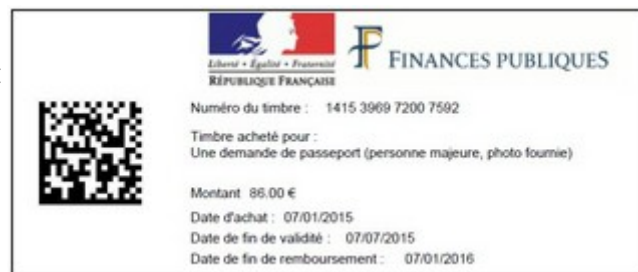 Liberté • Égalité • Fraternité
RÉPUBLIQUE FRANÇAISE
FINANCES PUBLIQUES
Numéro du timbre : 1415 3969 7200 7592
Timbre acheté pour :
Une demande de passeport (personne majeure, photo fournie)
Montant 86.00 €
Date d'achat : 07/01/2015
Date de fin de validité : 07/07/2015
Date de fin de remboursement : 07/01/2016